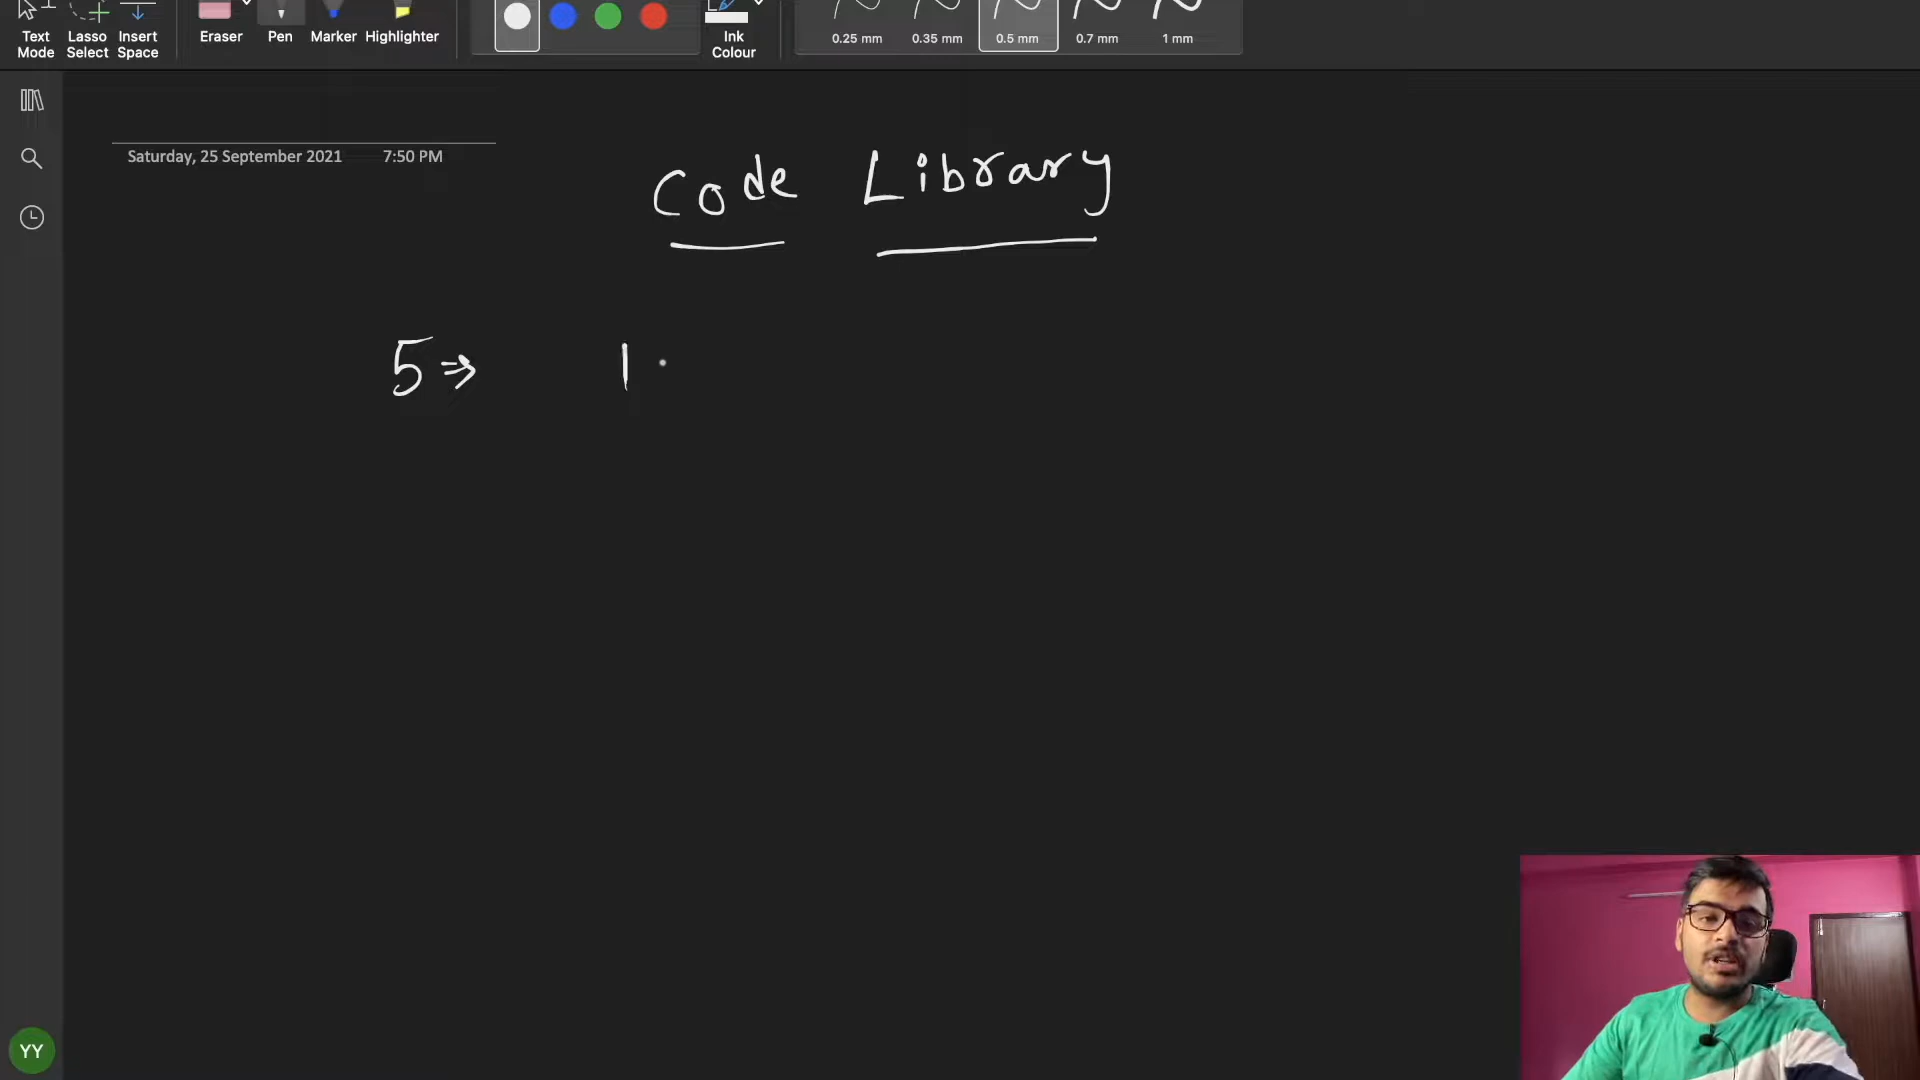 Text Mode
Lasso Select
Insert Space
Eraser
Pen
Marker
Highlighter
Ink Colour
0.25 mm
0.35 mm
0.5 mm
0.7 mm
1 mm
Saturday, 25 September 2021 7:50 PM
Code Library
5 ⇒ 1
YY